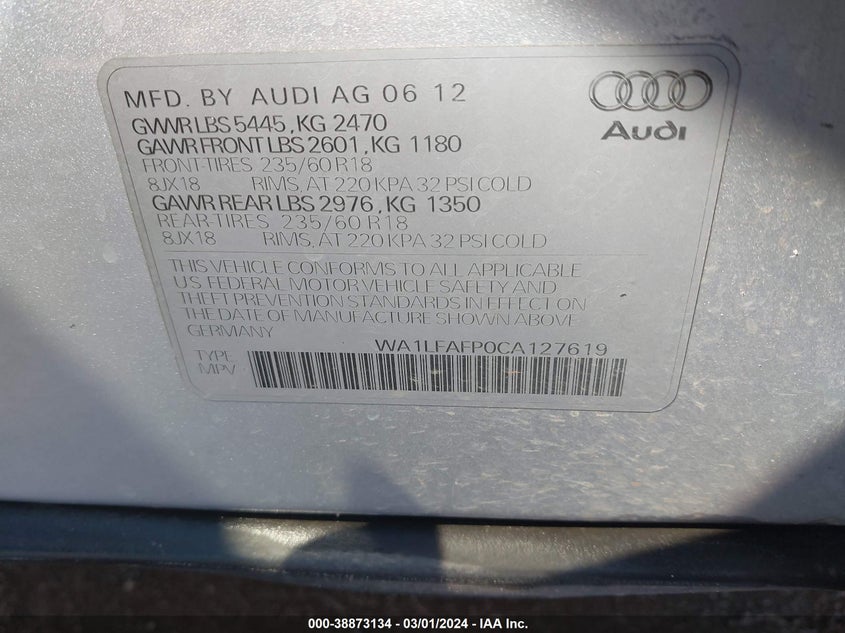 MFD. BY AUDI AG 06 12
GVWR LBS 5445, KG 2470
GAWR FRONT LBS 2601, KG 1180
FRONT-TIRES 235/60 R18
8JX18 RIMS, AT 220 KPA 32 PSI COLD
GAWR REAR LBS 2976, KG 1350
REAR-TIRES 235/60 R18
8JX18 RIMS, AT 220 KPA 32 PSI COLD
Audi
THIS VEHICLE CONFORMS TO ALL APPLICABLE
U.S. FEDERAL MOTOR VEHICLE SAFETY AND
THEFT PREVENTION STANDARDS IN EFFECT ON
THE DATE OF MANUFACTURE SHOWN ABOVE
GERMANY
WA1LFAFP0CA127619
TYPE
MPV
000-38873134 - 03/01/2024 - IAA Inc.